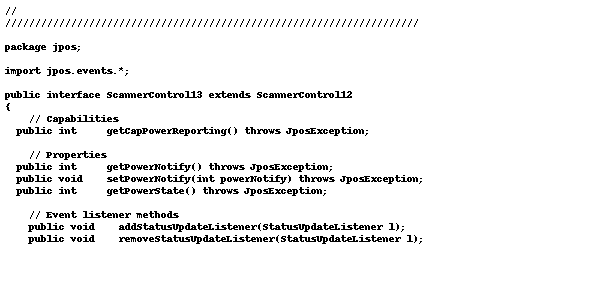 //
//////////////////////////////////////////////////////////////////////
package jpos;
import jpos.events.*;
public interface ScannerControl13 extends ScannerControl12
{
// Capabilities
public int getCapPowerReporting() throws JposException;
// Properties
public int getPowerNotify() throws JposException;
public void setPowerNotify(int powerNotify) throws JposException;
public int getPowerState() throws JposException;
// Event listener methods
public void addStatusUpdateListener(StatusUpdateListener l);
public void removeStatusUpdateListener(StatusUpdateListener l);